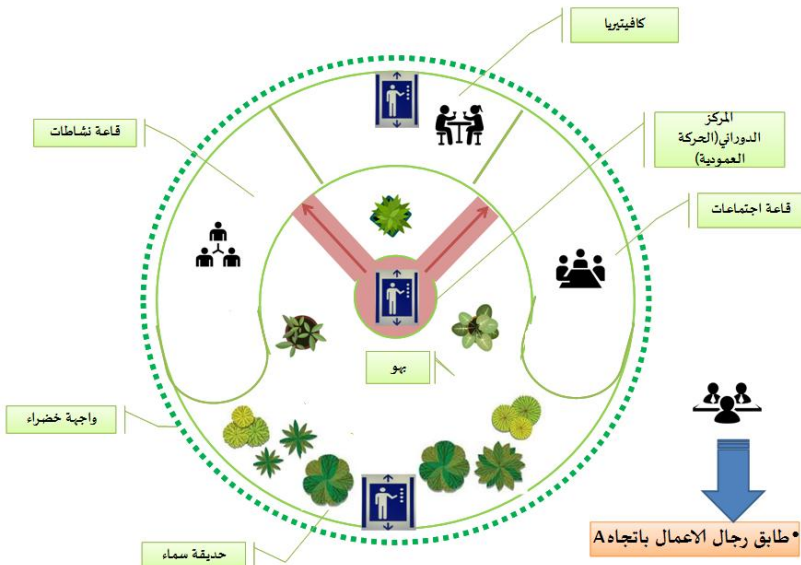 كافيتيريا
المركز
الدوراني(الحركة
العمودية)
قاعة نشاطات
قاعة اجتماعات
بهو
واجهة خضراء
حديقة سماء
•طابق رجال الاعمال باتجاهA